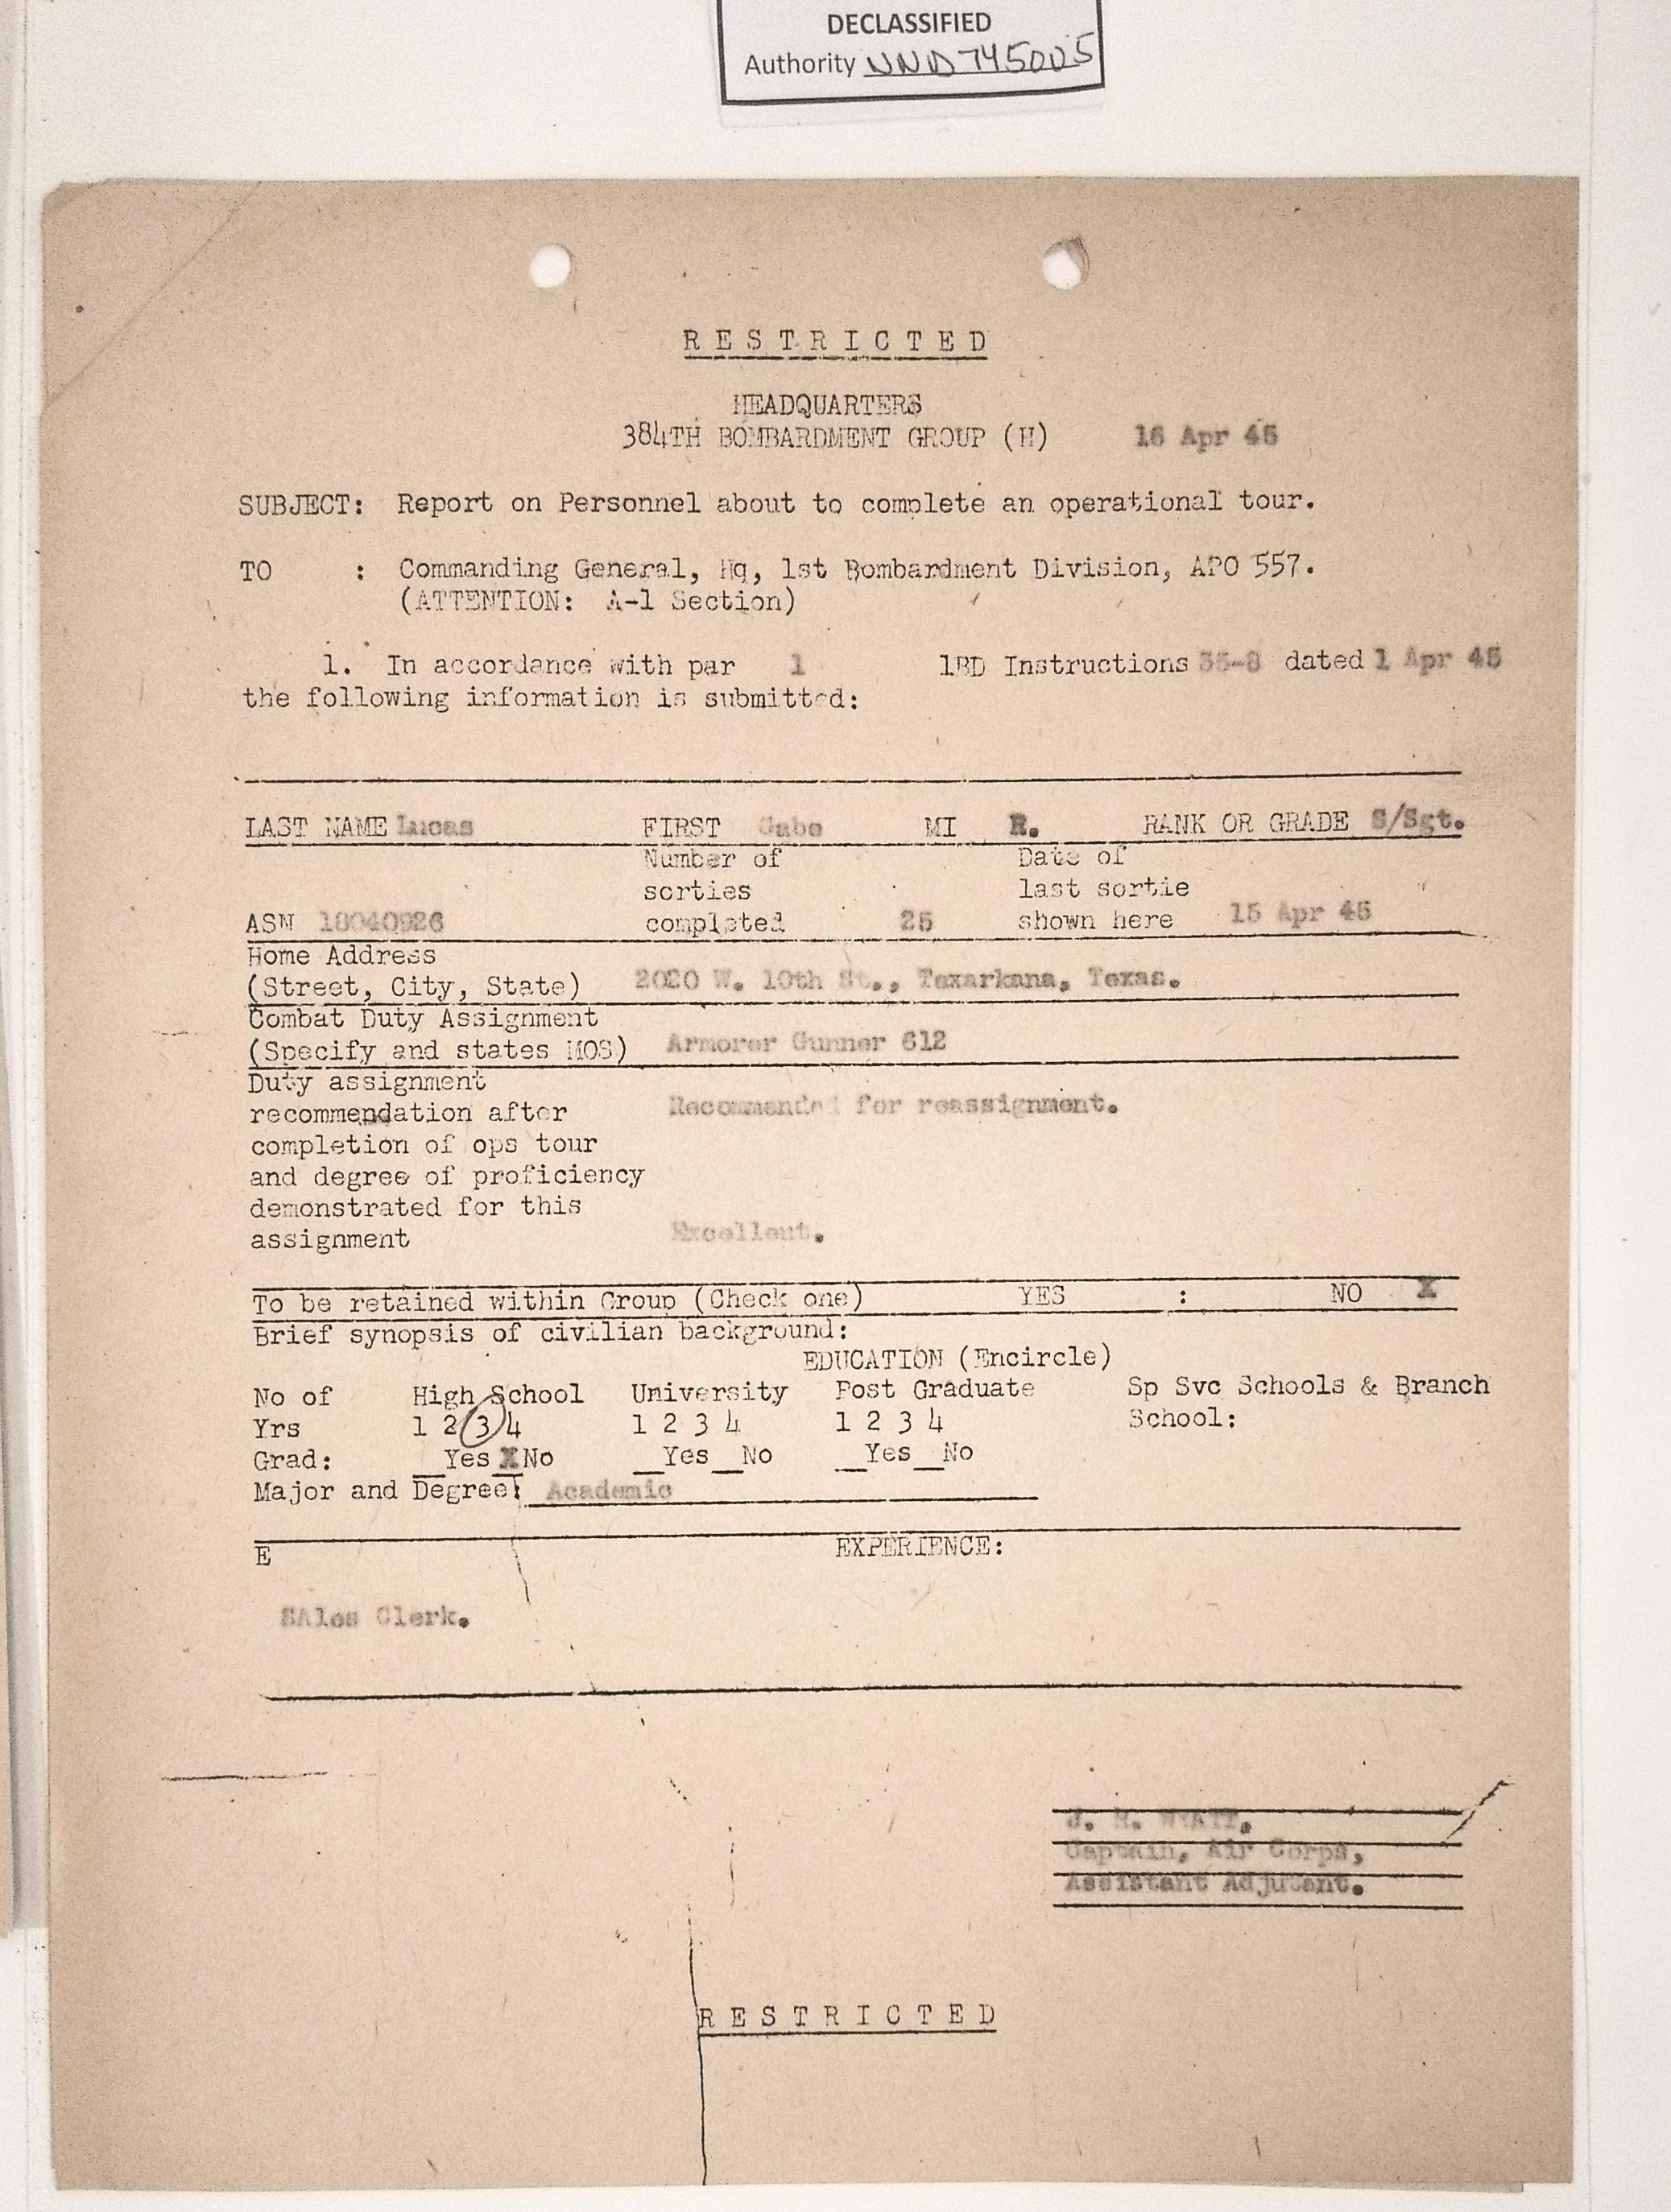 DECLASSIFIED
Authority NND 745005
RESTRICTED
HEADQUARTERS
384TH BOMBARDMENT GROUP (H) 16 Apr 45
SUBJECT: Report on Personnel about to complete an operational tour.
TO : Commanding General, Hq, 1st Bombardment Division, APO 557.
(ATTENTION: A-1 Section)
1. In accordance with par 1 1BD Instructions 35-8 dated 1 Apr 45
the following information is submitted:
LAST NAME Lucas FIRST Gabe MI R. RANK OR GRADE S/Sgt.
Number of Date of
sorties last sortie
ASN 18040926 completed 25 shown here 15 Apr 45
Home Address
(Street, City, State) 2020 W. 10th St., Texarkana, Texas.
Combat Duty Assignment
(Specify and states MOS) Armorer Gunner 612
Duty assignment
recommendation after Recommended for reassignment.
completion of ops tour
and degree of proficiency
demonstrated for this
assignment Excellent.
To be retained within Group (Check one) YES : NO X
Brief synopsis of civilian background:
EDUCATION (Encircle)
No of High School University Post Graduate Sp Svc Schools & Branch
Yrs 1 2 3 4 1 2 3 4 1 2 3 4 School:
Grad: __Yes X No __Yes __No __Yes __No
Major and Degree: Academic
E EXPERIENCE:
SAles Clerk.
J. H. WYATT,
Captain, Air Corps,
Assistant Adjutant.
RESTRICTED